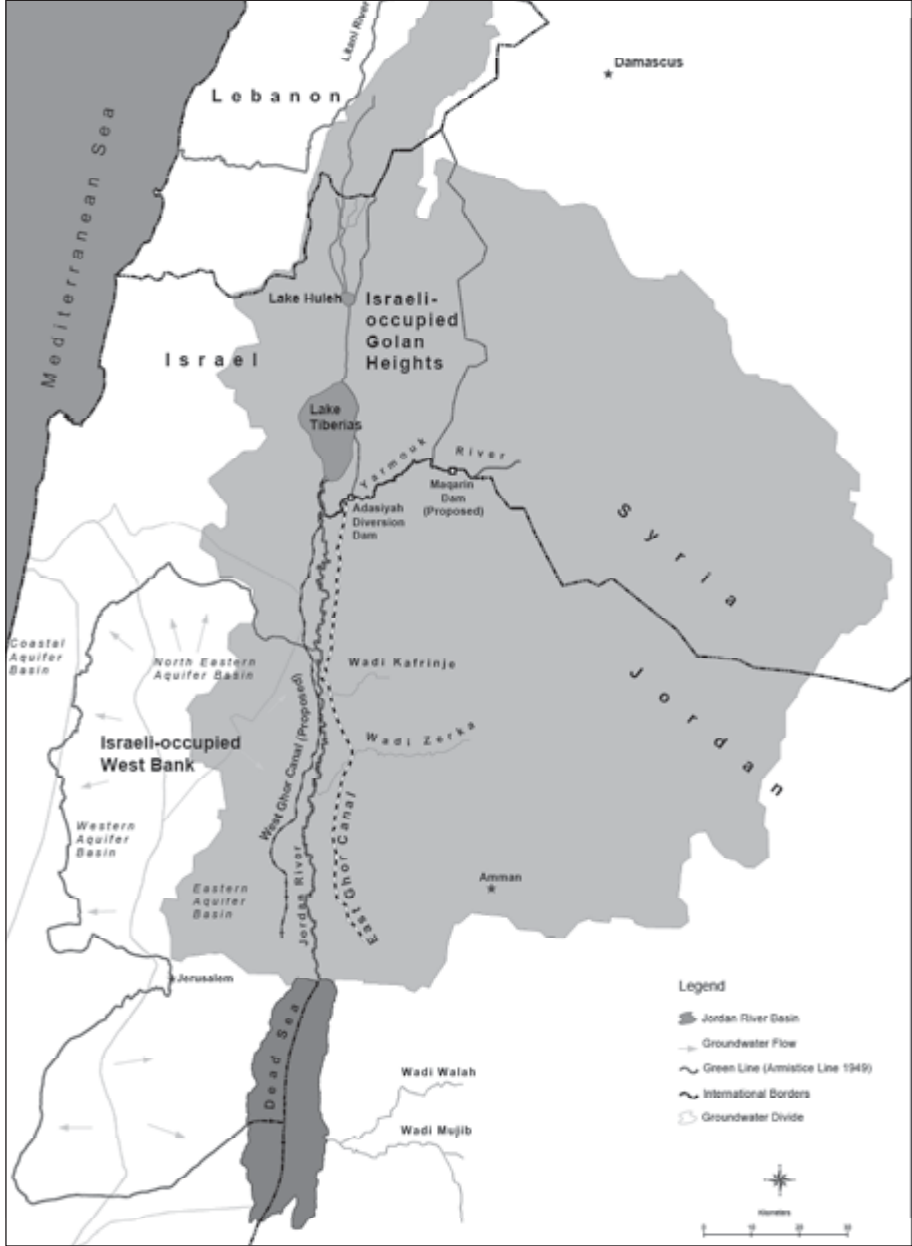 Litani River
Damascus
Lebanon
Mediterranean Sea
Lake Huleh
Israeli-
occupied
Golan
Heights
Israel
Lake
Tiberias
Yarmouk River
Maqarin
Dam
(Proposed)
Adasiyah
Diversion
Dam
Syria
Coastal
Aquifer
Basin
North Eastern
Aquifer Basin
Wadi Kafrinje
Jordan
Israeli-occupied
West Bank
West Ghor Canal (Proposed)
Wadi Zerka
Western
Aquifer
Basin
East Ghor Canal
Jordan River
Amman
Eastern
Aquifer
Basin
Jerusalem
Dead Sea
Wadi Walah
Wadi Mujib
Legend
Jordan River Basin
Groundwater Flow
Green Line (Armistice Line 1949)
International Borders
Groundwater Divide
Kilometers
0 10 20 30